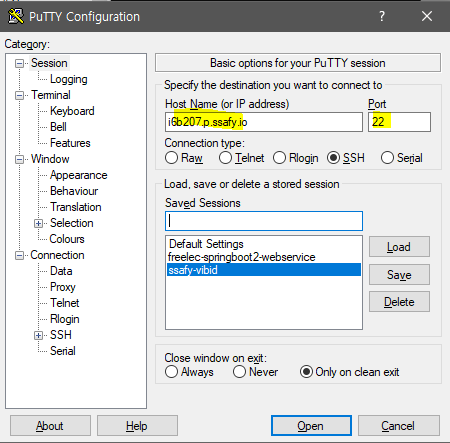 PuTTY Configuration
? ×
Category:
Session
Logging
Terminal
Keyboard
Bell
Features
Window
Appearance
Behaviour
Translation
Selection
Colours
Connection
Data
Proxy
Telnet
Rlogin
SSH
Serial
Basic options for your PuTTY session
Specify the destination you want to connect to
Host Name (or IP address) Port
i6b207.p.ssafy.io 22
Connection type:
Raw Telnet Rlogin SSH Serial
Load, save or delete a stored session
Saved Sessions
Default Settings Load
freelec-springboot2-webservice
ssafy-vibid Save
Delete
Close window on exit:
Always Never Only on clean exit
About Help Open Cancel